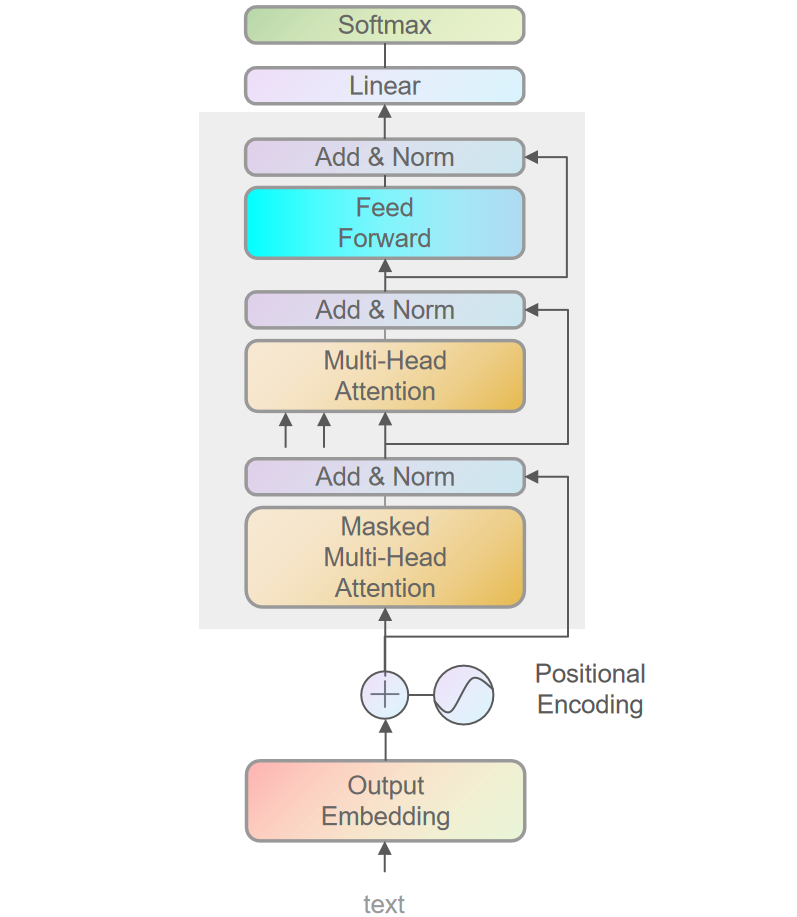 Softmax
Linear
Add & Norm
Feed
Forward
Add & Norm
Multi-Head
Attention
Add & Norm
Masked
Multi-Head
Attention
Positional
Encoding
Output
Embedding
text